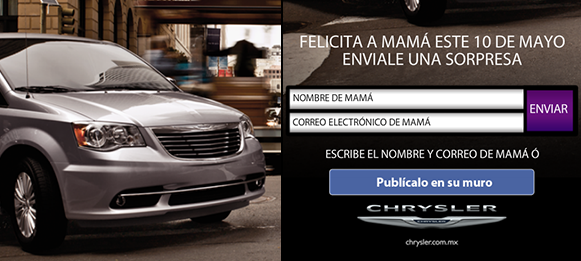 FELICITA A MAMÁ ESTE 10 DE MAYO
ENVIALE UNA SORPRESA
NOMBRE DE MAMÁ
CORREO ELECTRÓNICO DE MAMÁ
ENVIAR
ESCRIBE EL NOMBRE Y CORREO DE MAMÁ Ó
Publícalo en su muro
CHRYSLER
chrysler.com.mx